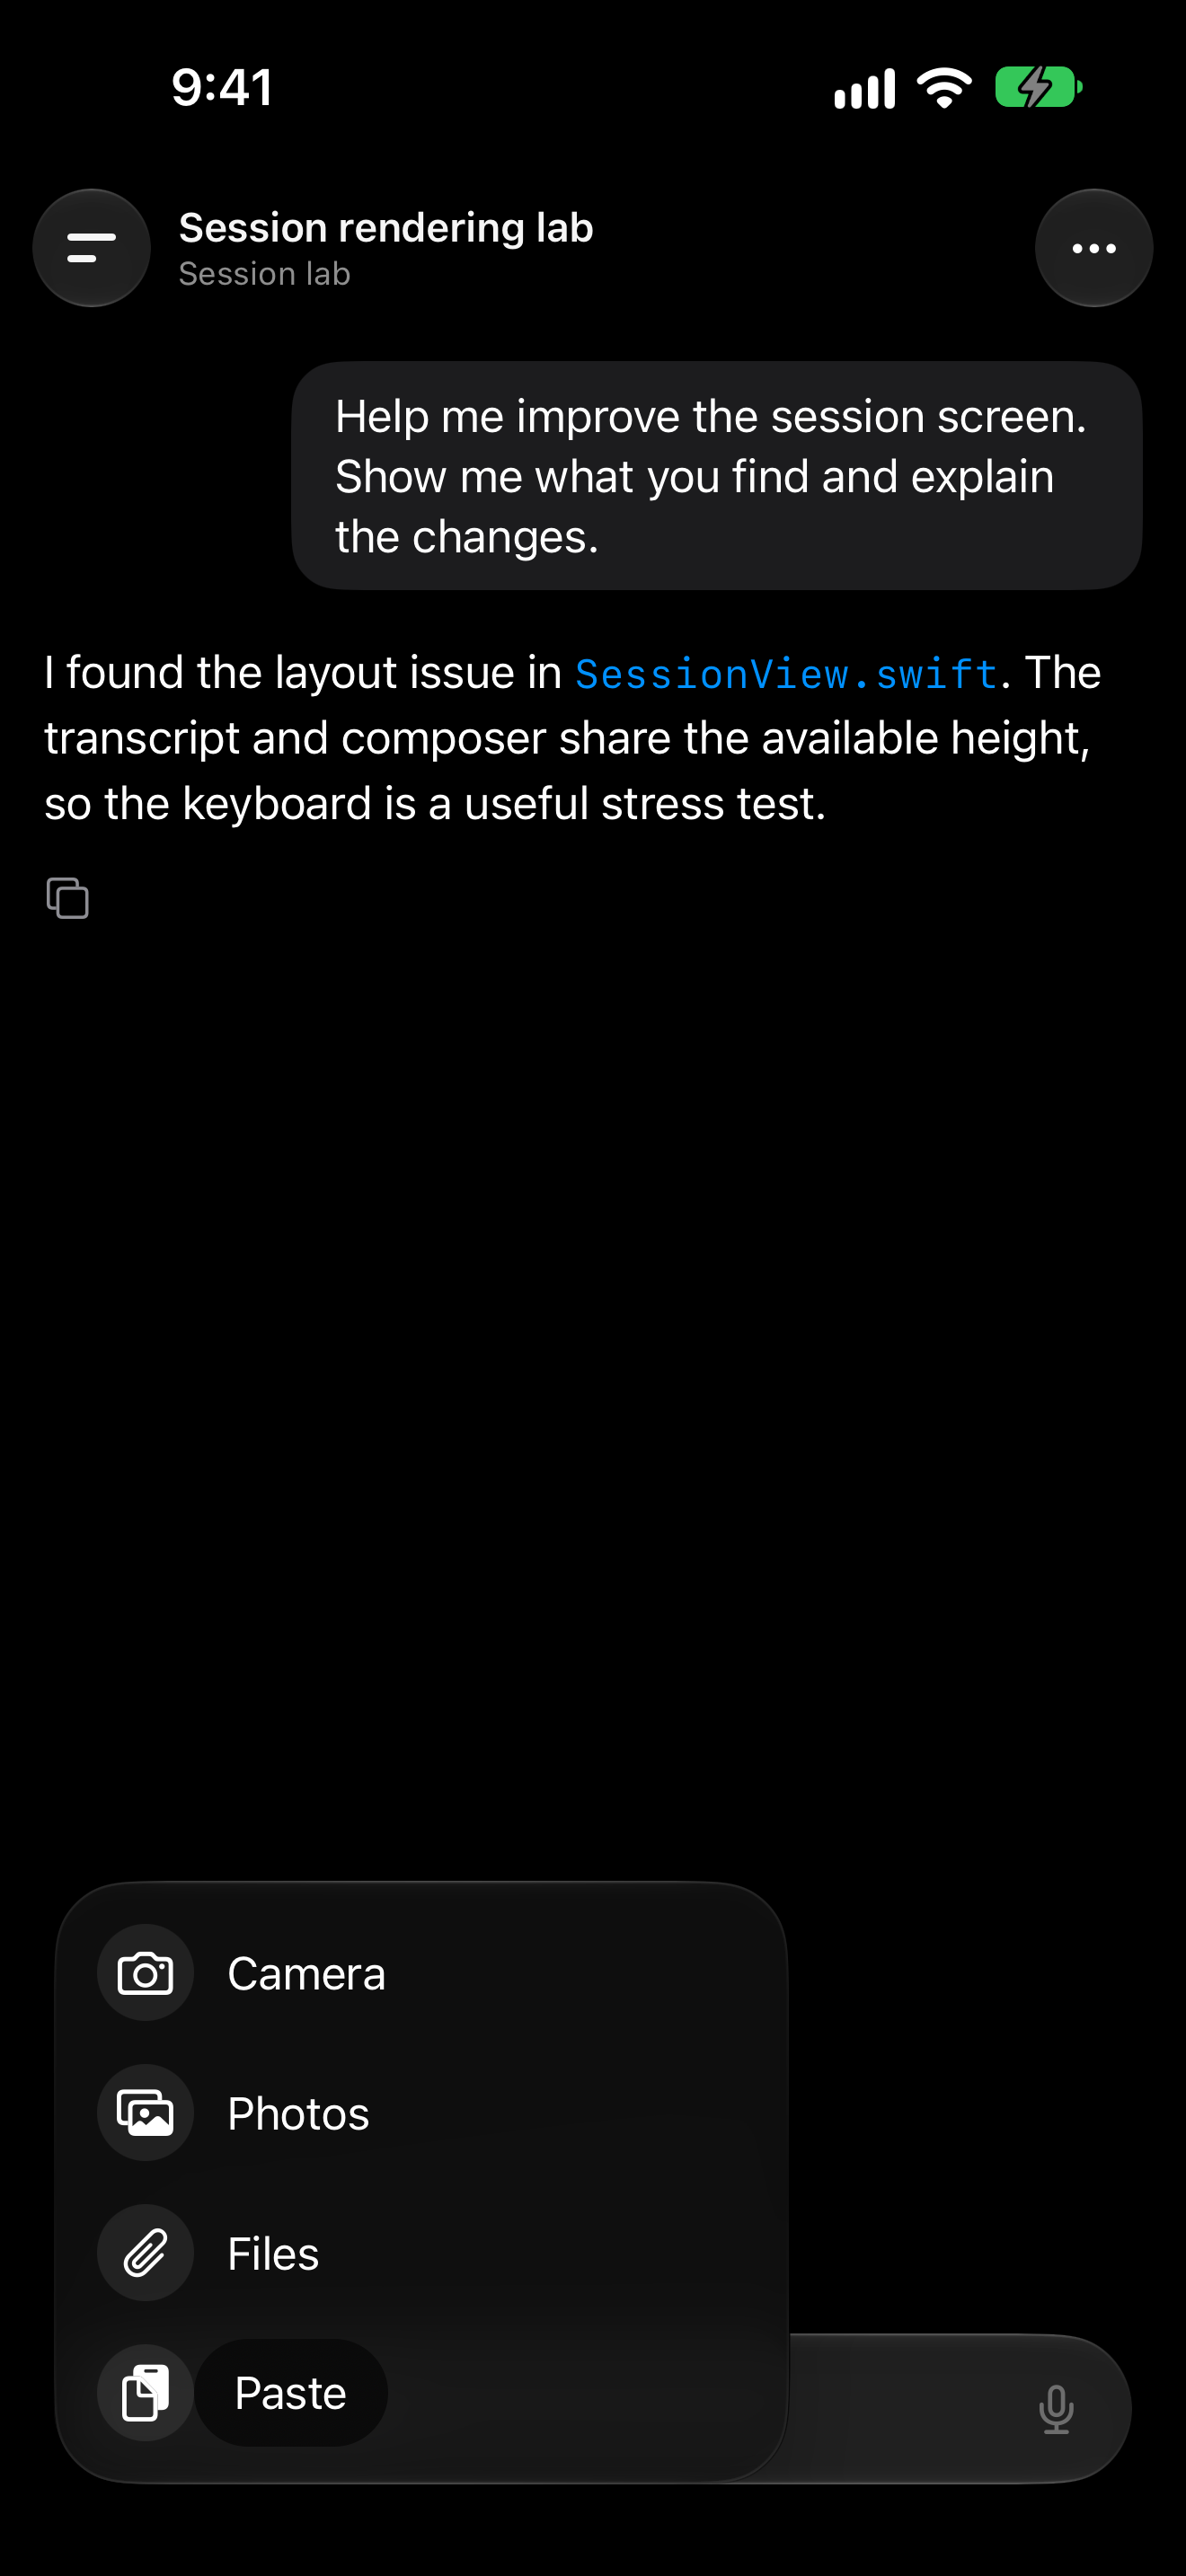 9:41
Session rendering lab
Session lab
Help me improve the session screen.
Show me what you find and explain
the changes.
I found the layout issue in SessionView.swift. The
transcript and composer share the available height,
so the keyboard is a useful stress test.
Camera
Photos
Files
Paste